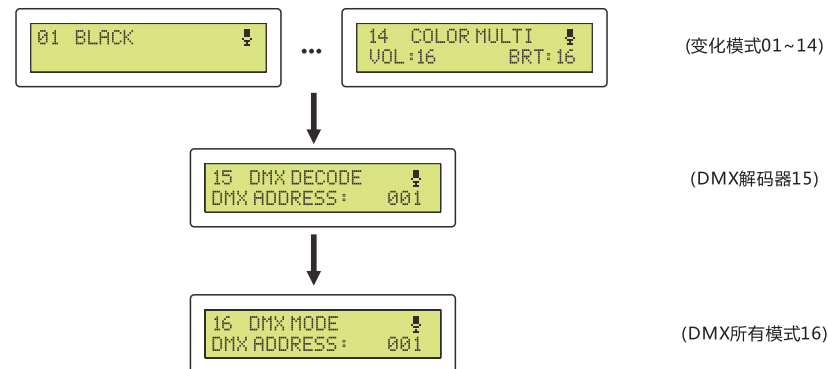 01 BLACK
...
14 COLOR MULTI
VOL:16 BRT:16
(变化模式01~14)
15 DMX DECODE
DMX ADDRESS: 001
(DMX解码器15)
16 DMX MODE
DMX ADDRESS: 001
(DMX所有模式16)